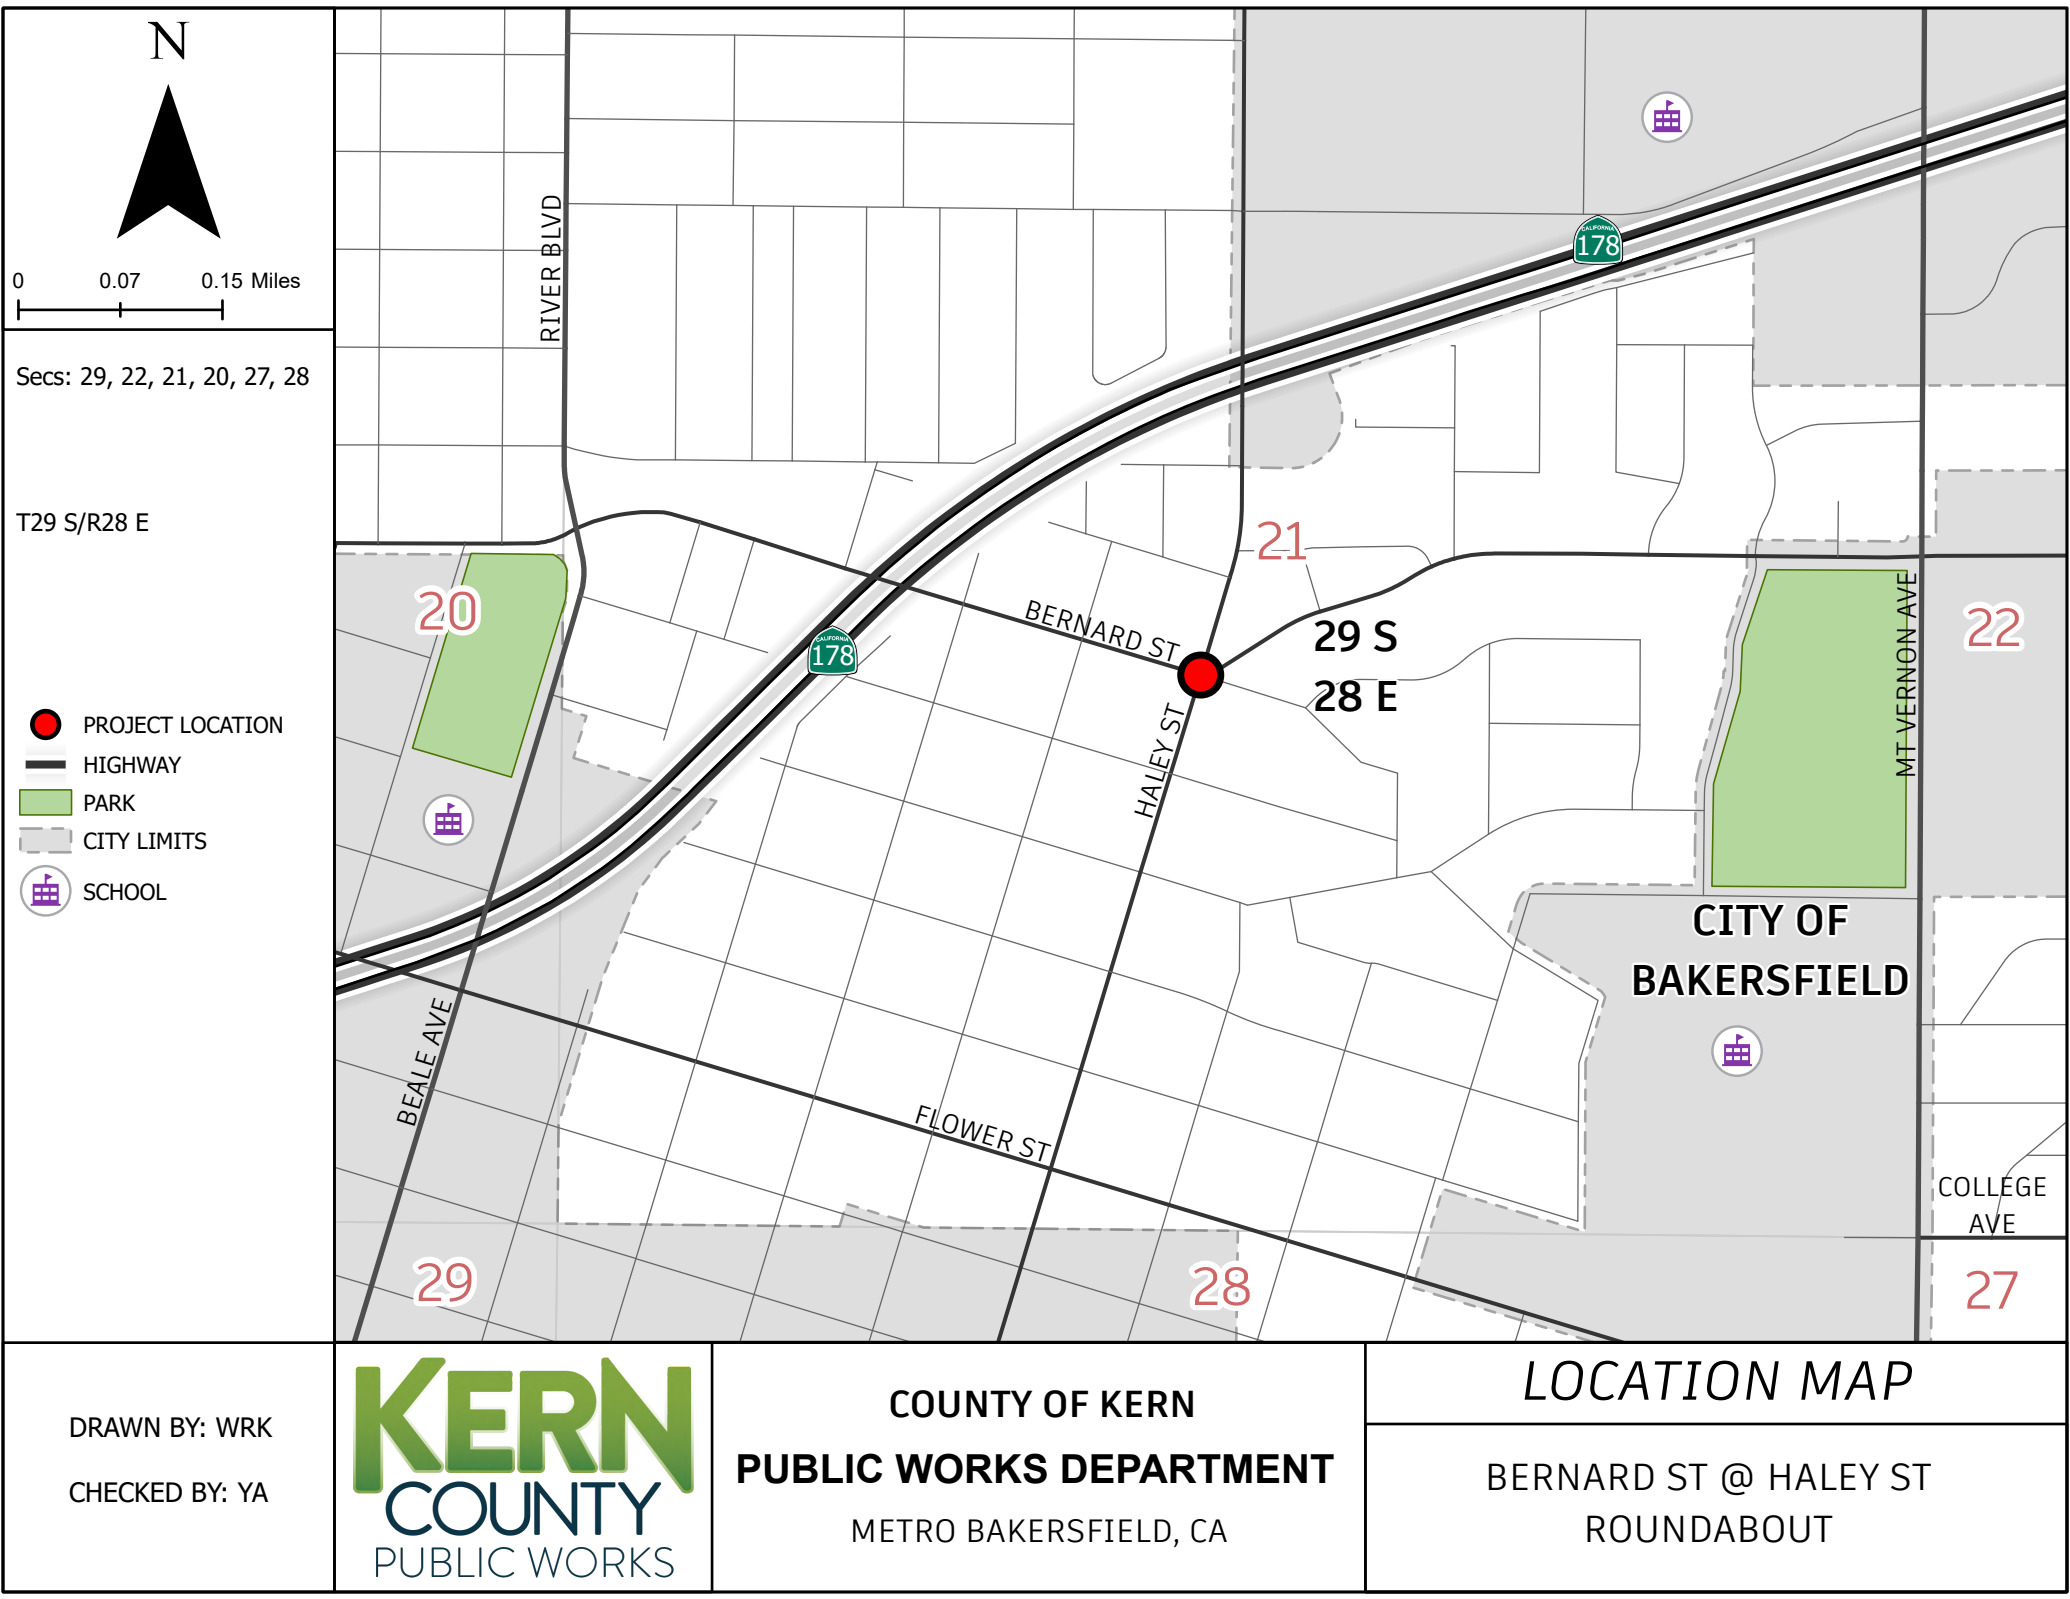 N
0 0.07 0.15 Miles
Secs: 29, 22, 21, 20, 27, 28
T29 S/R28 E
PROJECT LOCATION
HIGHWAY
PARK
CITY LIMITS
SCHOOL
RIVER BLVD
CALIFORNIA
178
21
20
BERNARD ST
29 S
28 E
22
MT VERNON AVE
CALIFORNIA
178
HALEY ST
CITY OF
BAKERSFIELD
BEALE AVE
FLOWER ST
COLLEGE
AVE
29
28
27
DRAWN BY: WRK
CHECKED BY: YA
KERN
COUNTY
PUBLIC WORKS
COUNTY OF KERN
PUBLIC WORKS DEPARTMENT
METRO BAKERSFIELD, CA
LOCATION MAP
BERNARD ST @ HALEY ST
ROUNDABOUT